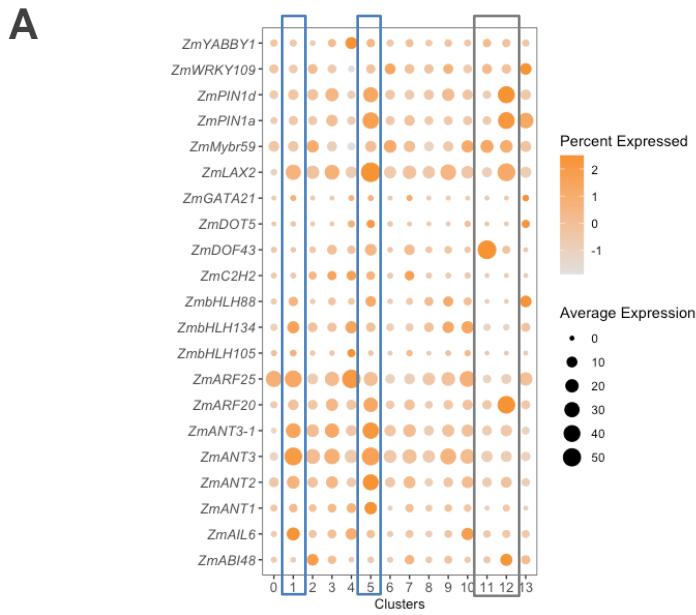 A
ZmYABBY1
ZmWRKY109
ZmPIN1d
ZmPIN1a
ZmMybr59
ZmLAX2
ZmGATA21
ZmDOT5
ZmDOF43
ZmC2H2
ZmbHLH88
ZmbHLH134
ZmbHLH105
ZmARF25
ZmARF20
ZmANT3-1
ZmANT3
ZmANT2
ZmANT1
ZmAIL6
ZmABI48
0 1 2 3 4 5 6 7 8 9 10 11 12 13
Clusters
Percent Expressed
2
1
0
-1
Average Expression
0
10
20
30
40
50